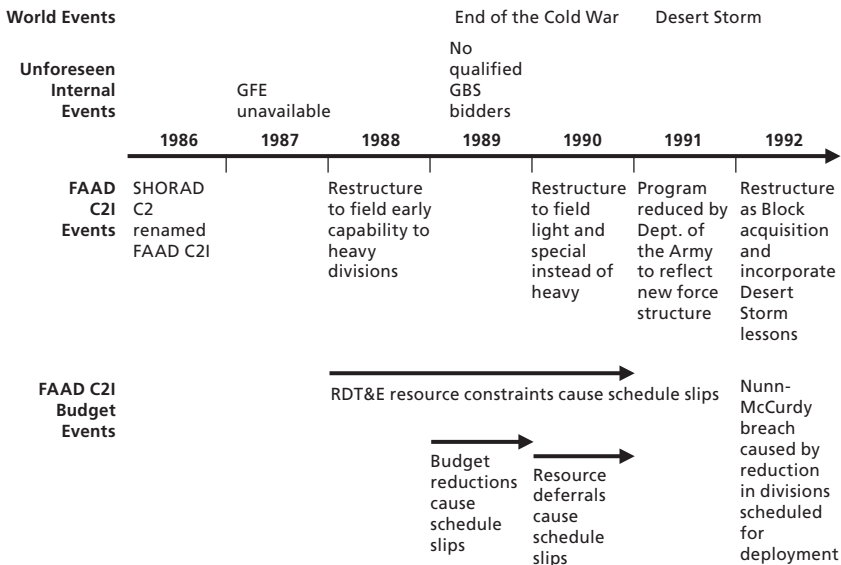 World Events
End of the Cold War
Desert Storm
Unforeseen
Internal
Events
GFE
unavailable
No
qualified
GBS
bidders
1986 1987 1988 1989 1990 1991 1992
FAAD
C2I
Events
SHORAD
C2
renamed
FAAD C2I
Restructure
to field early
capability to
heavy
divisions
Restructure
to field
light and
special
instead of
heavy
Program
reduced by
Dept. of
the Army
to reflect
new force
structure
Restructure
as Block
acquisition
and
incorporate
Desert
Storm
lessons
FAAD C2I
Budget
Events
RDT&E resource constraints cause schedule slips
Budget
reductions
cause
schedule
slips
Resource
deferrals
cause
schedule
slips
Nunn-
McCurdy
breach
caused by
reduction
in divisions
scheduled
for
deployment